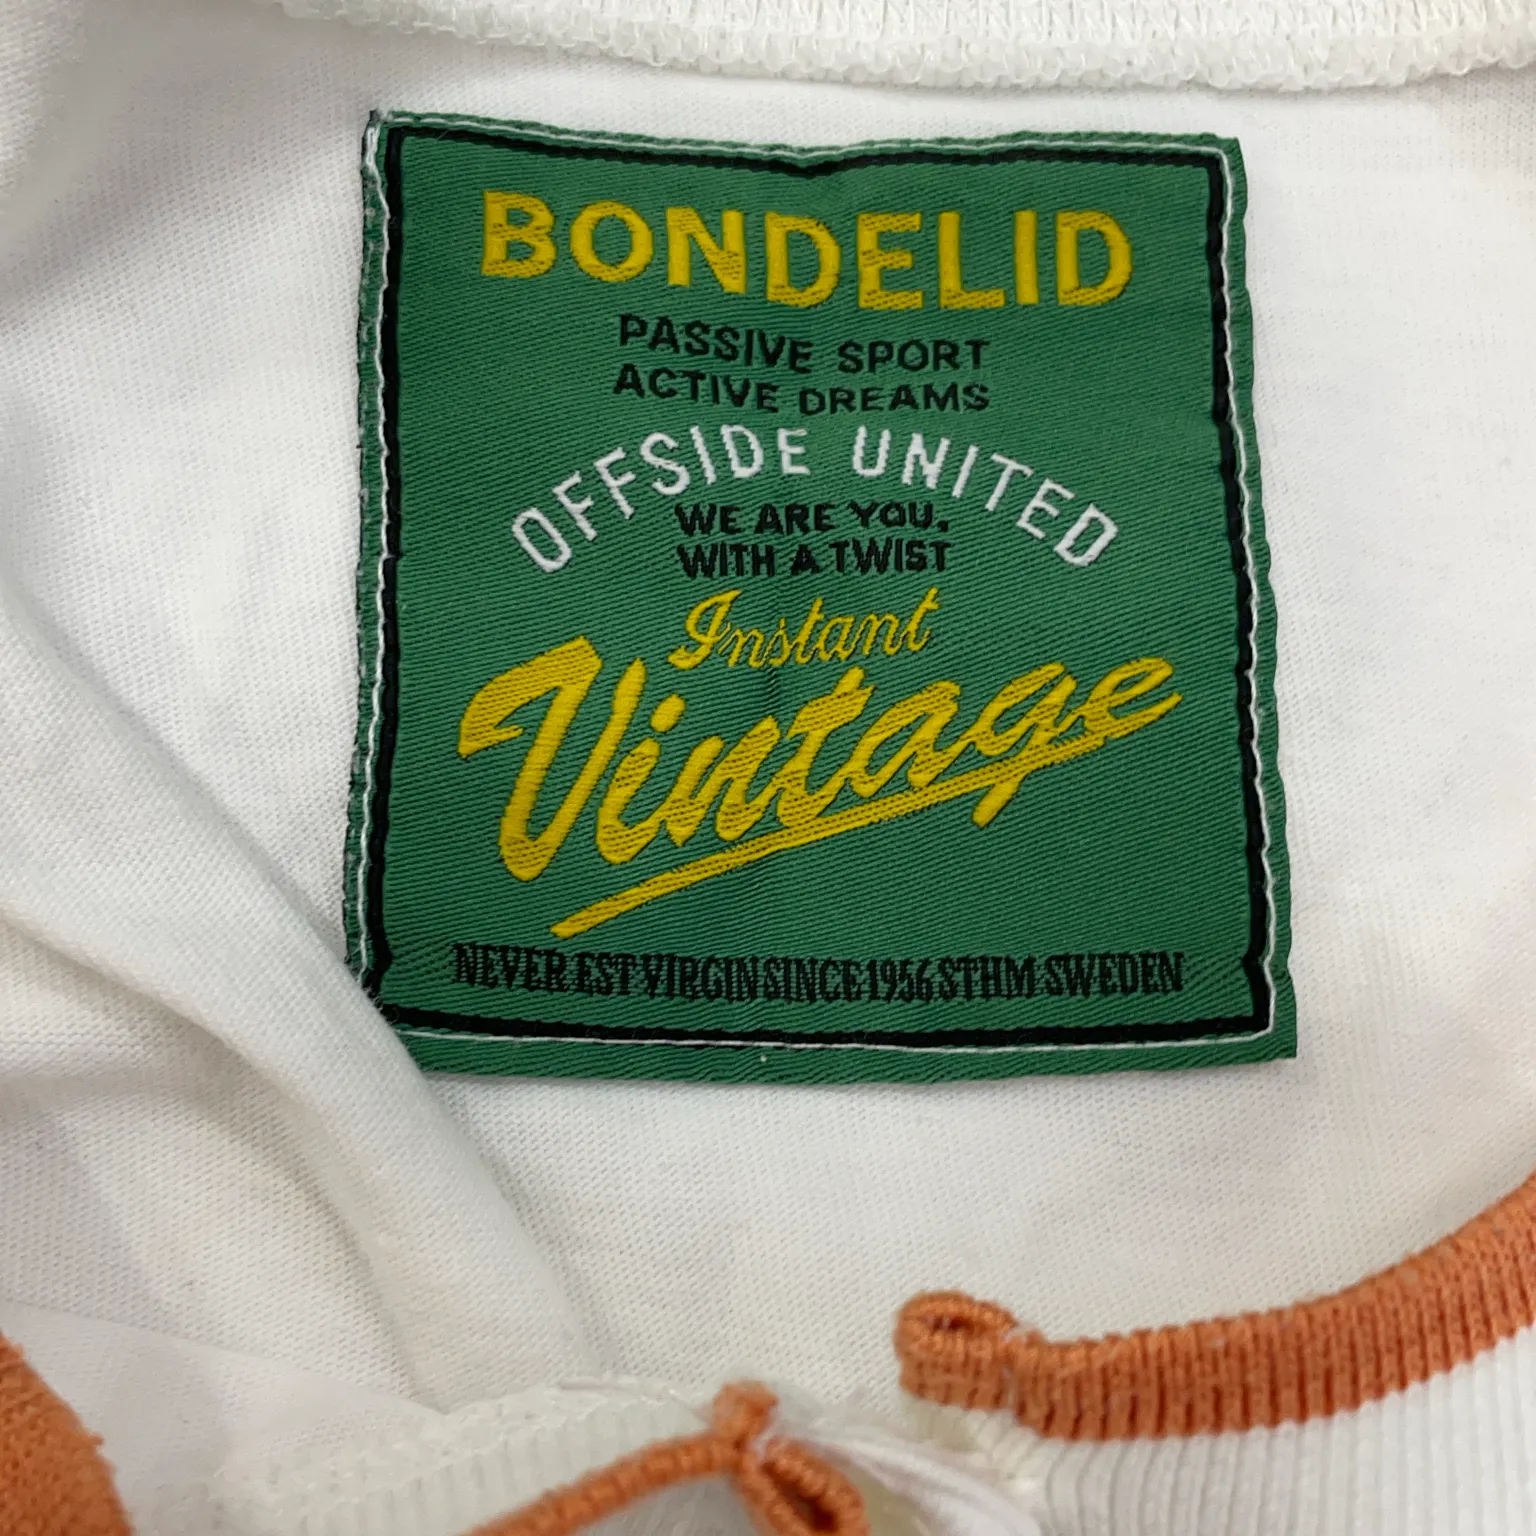 BONDELID
PASSIVE SPORT
ACTIVE DREAMS
OFFSIDE UNITED
WE ARE YOU,
WITH A TWIST
Instant
Vintage
NEVER EST VIRGIN SINCE 1956 STHM SWEDEN